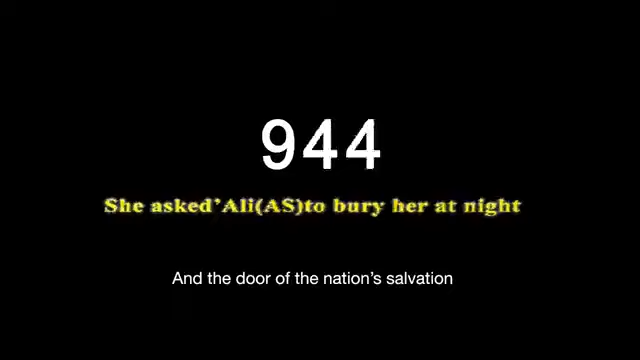 944
She asked'Ali(AS)to bury her at night
And the door of the nation’s salvation